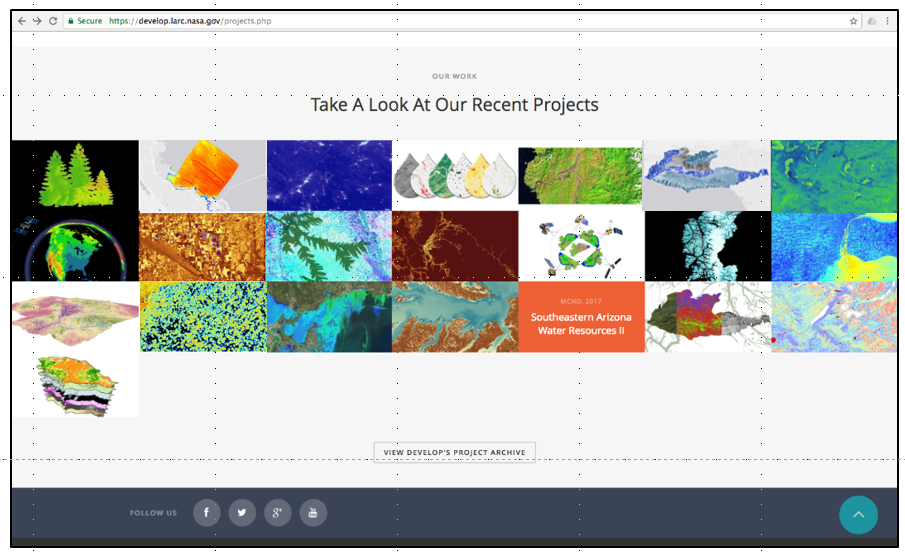 Secure https://develop.larc.nasa.gov/projects.php
OUR WORK
Take A Look At Our Recent Projects
MCHD, 2017
Southeastern Arizona
Water Resources II
VIEW DEVELOP'S PROJECT ARCHIVE
FOLLOW US